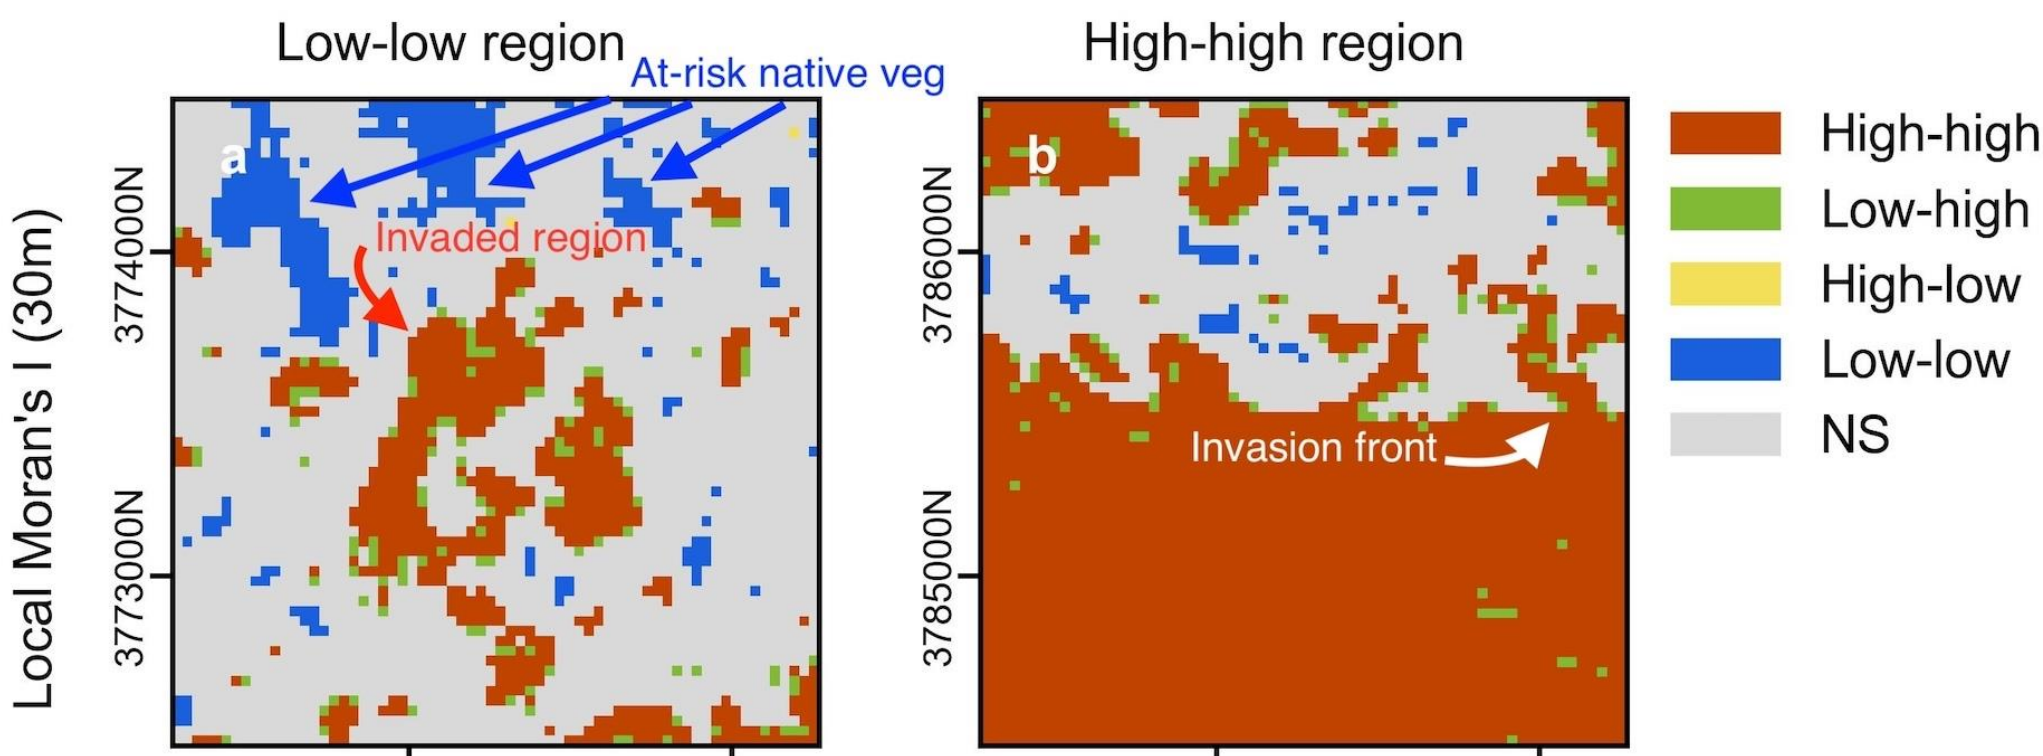 Low-low region
At-risk native veg
High-high region
Local Moran's I (30m)
3774000N
3773000N
a
Invaded region
3786000N
3785000N
b
Invasion front
High-high
Low-high
High-low
Low-low
NS